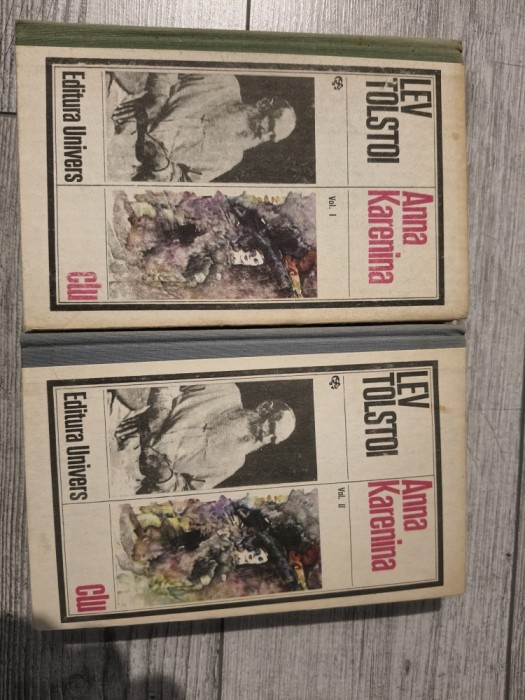 LEV
TOLSTOI
Anna
Karenina
Vol. I
Editura Univers
clu
LEV
TOLSTOI
Anna
Karenina
Vol. II
Editura Univers
clu